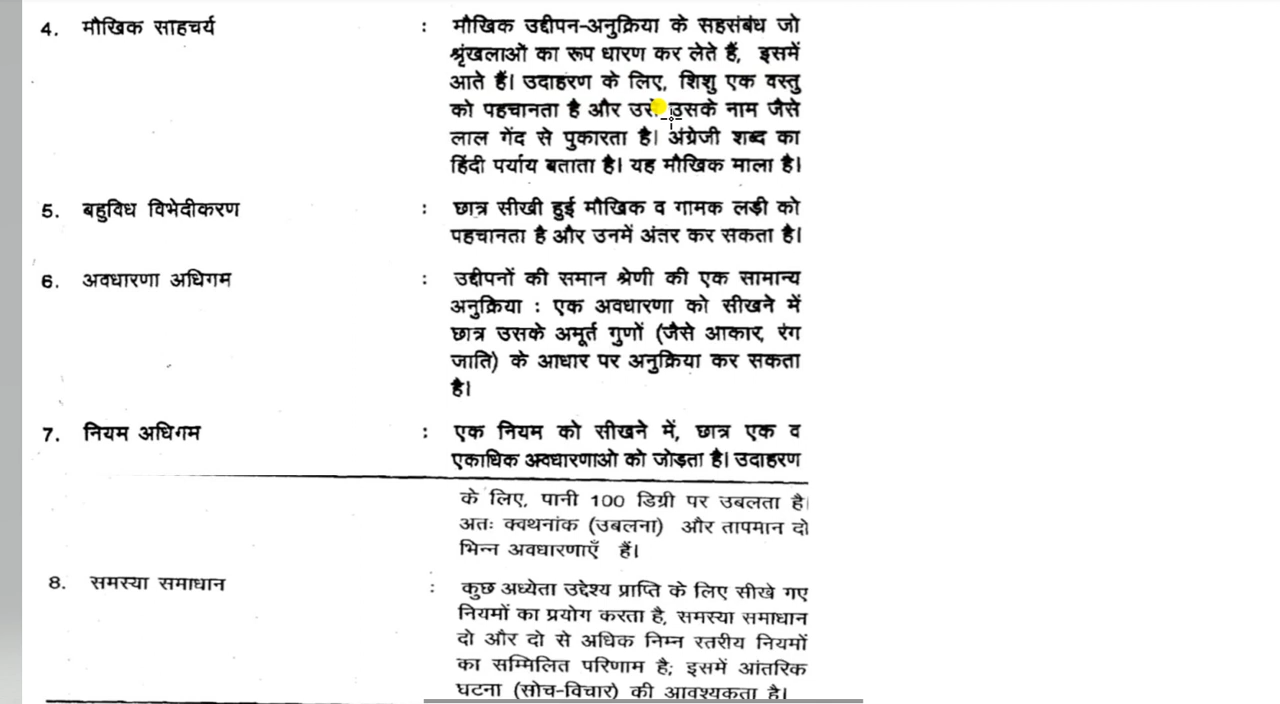 4. मौखिक साहचर्य : मौखिक उद्दीपन-अनुक्रिया के सहसंबंध जो
श्रृंखलाओं का रूप धारण कर लेते हैं, इसमें
आते हैं। उदाहरण के लिए, शिशु एक वस्तु
को पहचानता है और उसे उसके नाम जैसे
लाल गेंद से पुकारता है। अंग्रेजी शब्द का
हिंदी पर्याय बताता है। यह मौखिक माला है।
5. बहुविध विभेदीकरण : छात्र सीखी हुई मौखिक व गामक लड़ी को
पहचानता है और उनमें अंतर कर सकता है।
6. अवधारणा अधिगम : उद्दीपनों की समान श्रेणी की एक सामान्य
अनुक्रिया : एक अवधारणा को सीखने में
छात्र उसके अमूर्त गुणों (जैसे आकार, रंग
जाति) के आधार पर अनुक्रिया कर सकता
है।
7. नियम अधिगम : एक नियम को सीखने में, छात्र एक व
एकाधिक अवधारणाओ को जोड़ता है। उदाहरण
के लिए, पानी 100 डिग्री पर उबलता है।
अतः क्वथनांक (उबलना) और तापमान दो
भिन्न अवधारणाएँ हैं।
8. समस्या समाधान : कुछ अध्येता उद्देश्य प्राप्ति के लिए सीखे गए
नियमों का प्रयोग करता है, समस्या समाधान
दो और दो से अधिक निम्न स्तरीय नियमों
का सम्मिलित परिणाम है; इसमें आंतरिक
घटना (सोच-विचार) की आवश्यकता है।